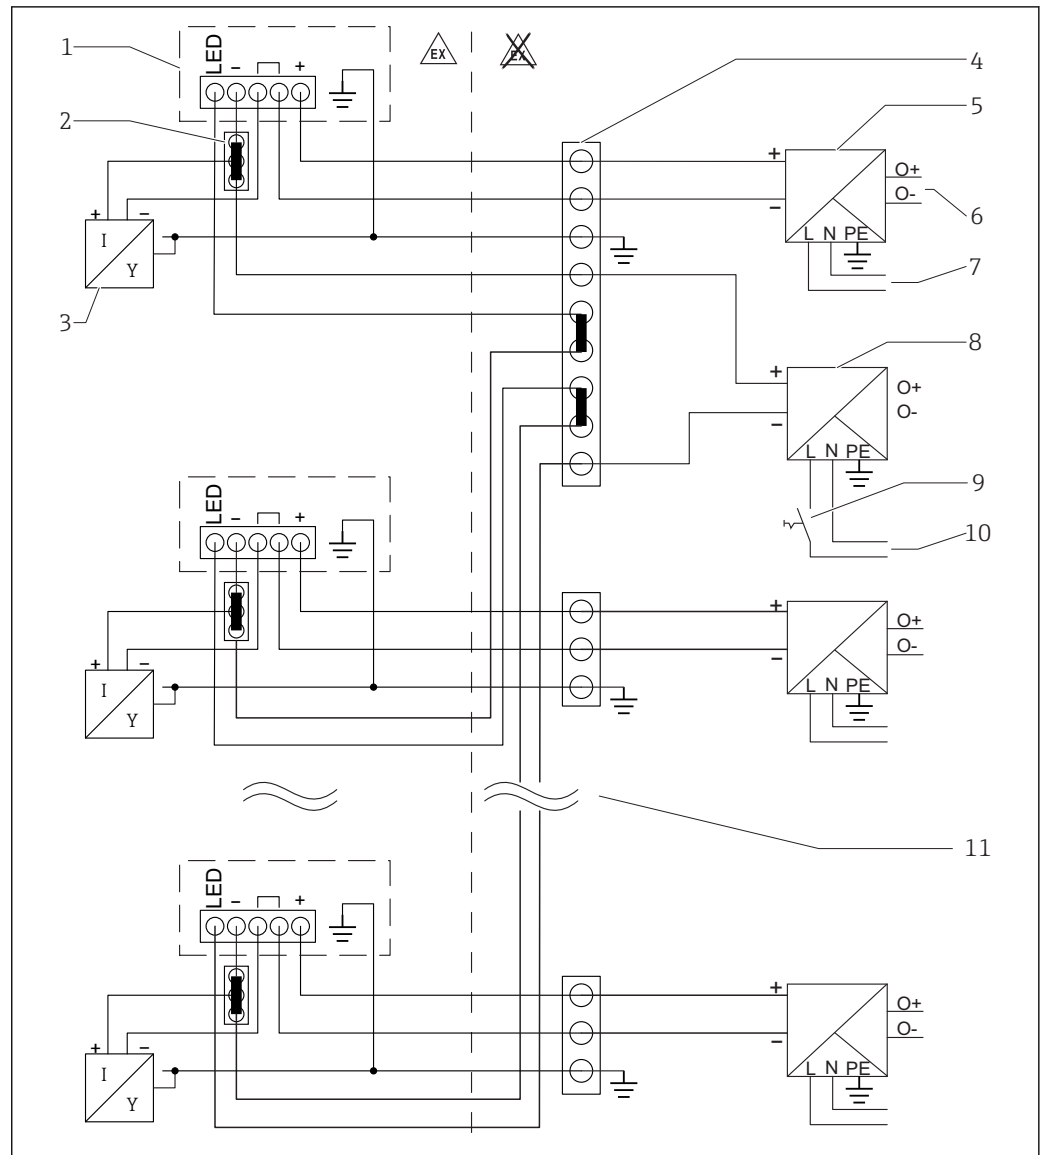 1
LED
- +
EX
EX
4
2
5
+
O+
O-
6
-
+ -
I
Y
L N PE
7
3
8
+
O+
O-
-
L N PE
9
LED
- +
10
+
O+
O-
-
+ -
I
Y
L N PE
11
LED
- +
+
O+
O-
-
+ -
I
Y
L N PE